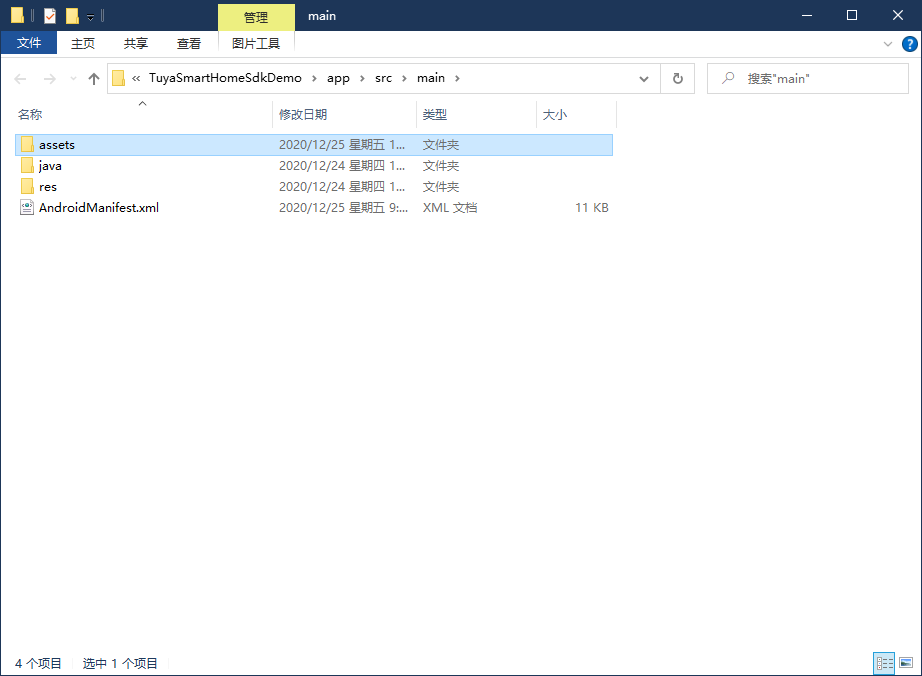 管理 main
文件 主页 共享 查看 图片工具
« TuyaSmartHomeSdkDemo › app › src › main › 搜索"main"
名称 修改日期 类型 大小
assets 2020/12/25 星期五 1... 文件夹
java 2020/12/24 星期四 1... 文件夹
res 2020/12/24 星期四 1... 文件夹
AndroidManifest.xml 2020/12/25 星期五 9:... XML 文档 11 KB
4 个项目 选中 1 个项目